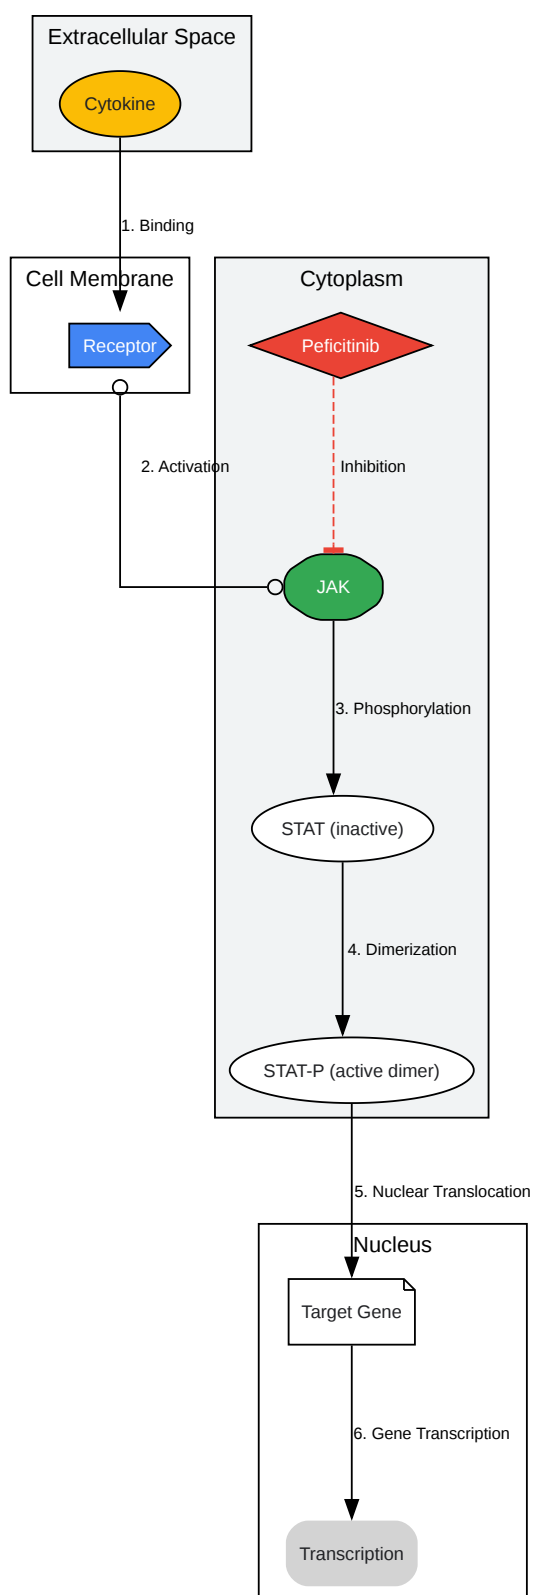 Extracellular Space
Cytokine
1. Binding
Cell Membrane
Receptor
Cytoplasm
Peficitinib
2. Activation
Inhibition
JAK
3. Phosphorylation
STAT (inactive)
4. Dimerization
STAT-P (active dimer)
5. Nuclear Translocation
Nucleus
Target Gene
6. Gene Transcription
Transcription